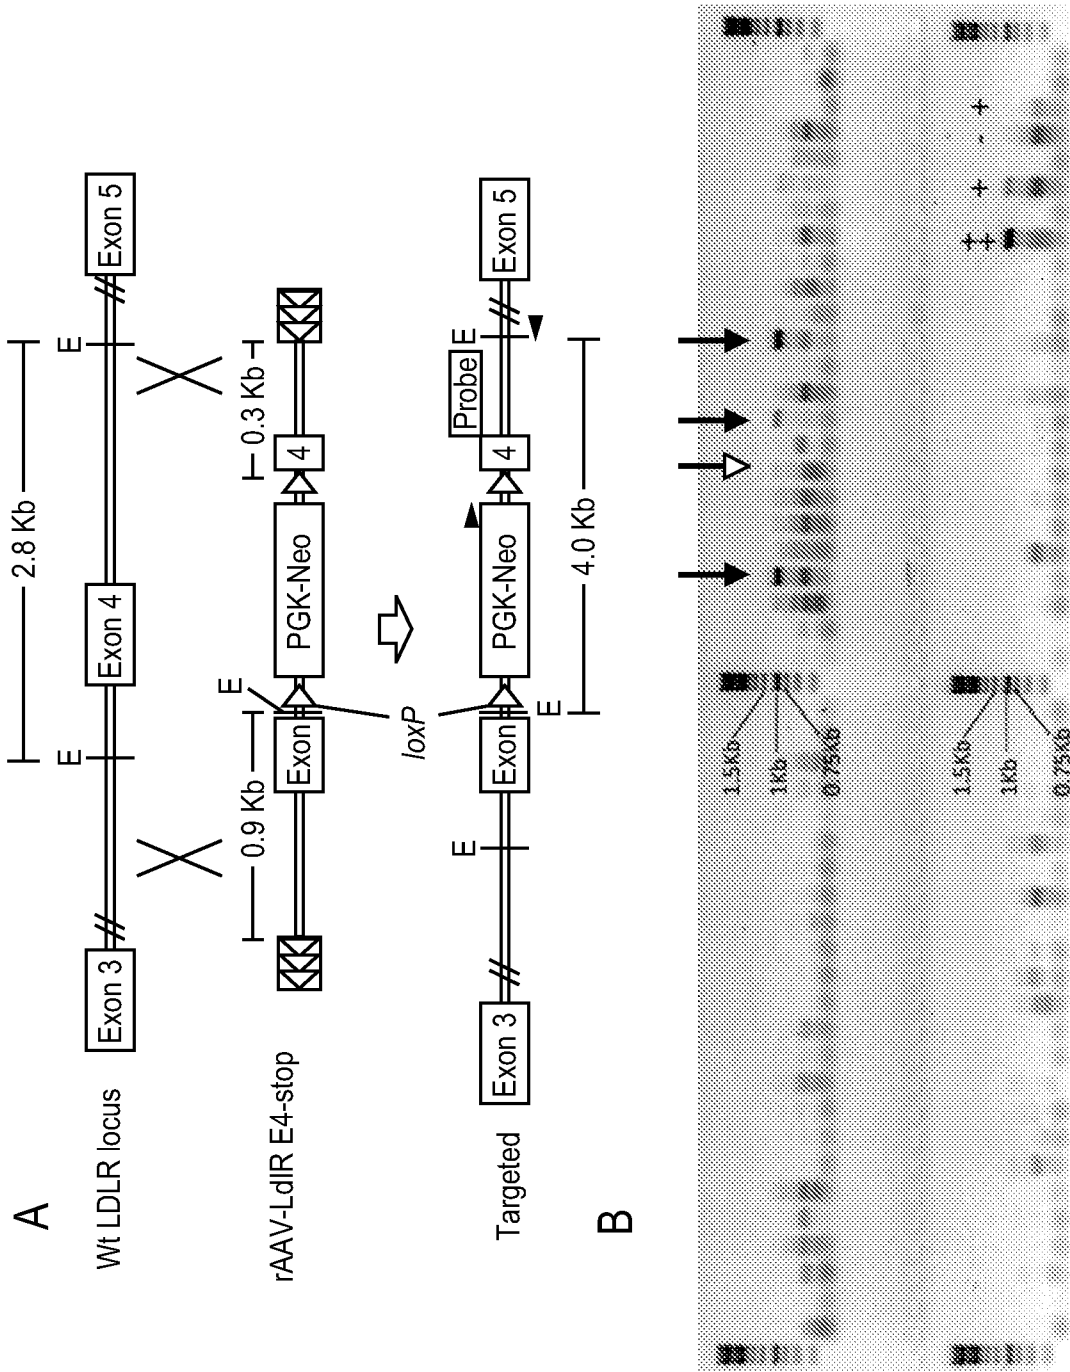 A
2.8 Kb
E
E
Wt LDLR locus
Exon 3
Exon 4
Exon 5
0.9 Kb
E
0.3 Kb
rAAV-LdlR E4-stop
Exon
PGK-Neo
4
loxP
E
Probe
E
Targeted
Exon 3
Exon
PGK-Neo
4
Exon 5
E
4.0 Kb
B
1.5Kb
1Kb
0.75Kb
++
+
-
+
1.5Kb
1Kb
0.75Kb